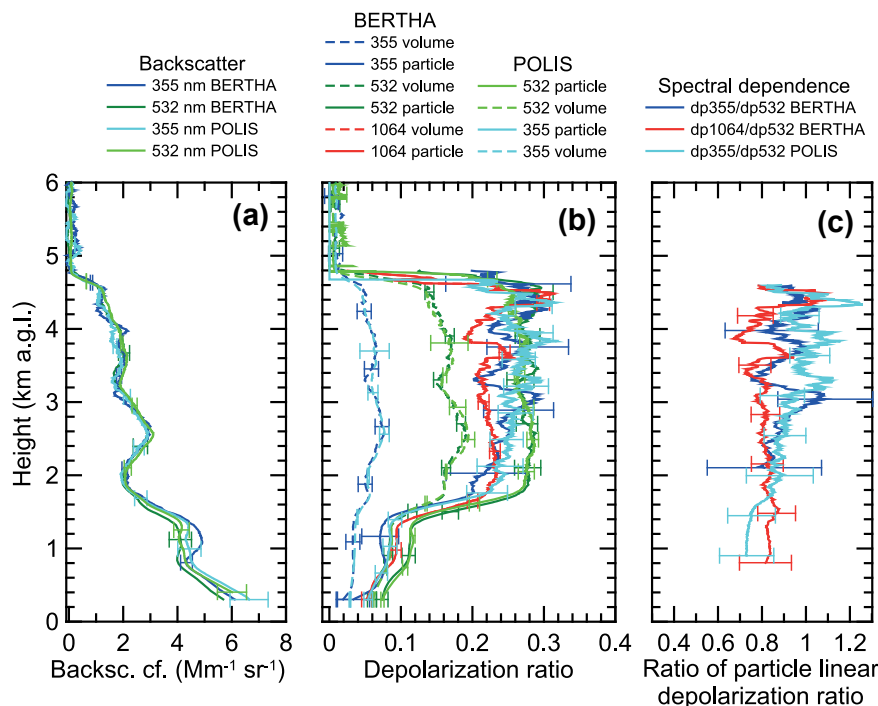 BERTHA
Backscatter
355 nm BERTHA
532 nm BERTHA
355 nm POLIS
532 nm POLIS
355 volume
355 particle
532 volume
532 particle
1064 volume
1064 particle
POLIS
532 particle
532 volume
355 particle
355 volume
Spectral dependence
dp355/dp532 BERTHA
dp1064/dp532 BERTHA
dp355/dp532 POLIS
(a)
(b)
(c)
Height (km a.g.l.)
6
5
4
3
2
1
0
0 2 4 6 8
Backsc. cf. (Mm⁻¹ sr⁻¹)
0 0.1 0.2 0.3 0.4
Depolarization ratio
0.4 0.6 0.8 1 1.2
Ratio of particle linear
depolarization ratio